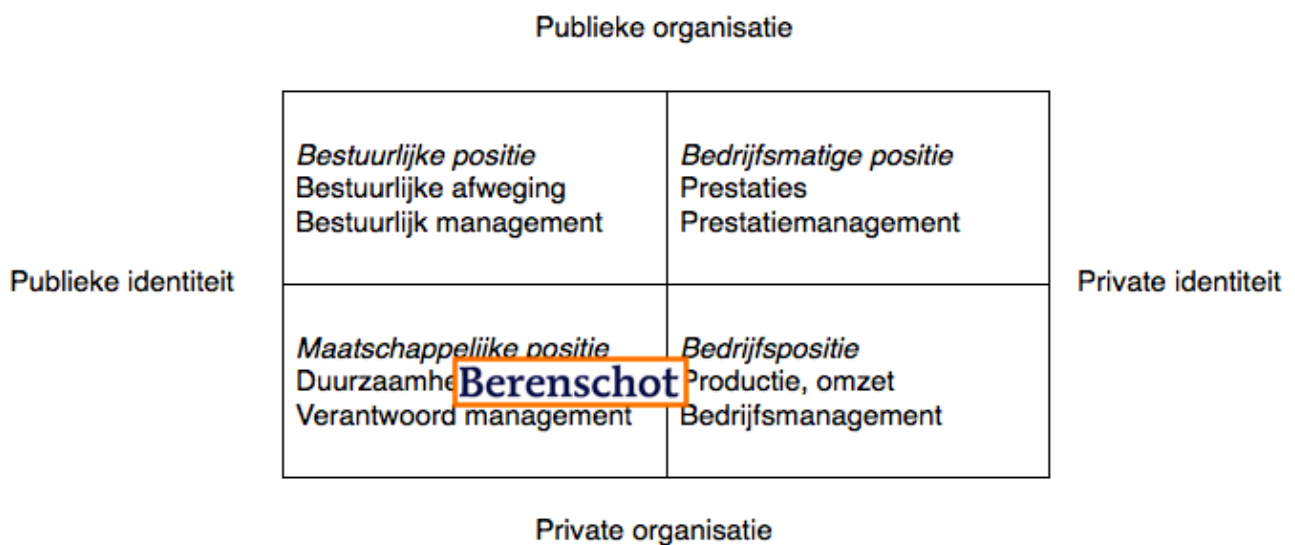 Publieke organisatie
Bestuurlijke positie
Bestuurlijke afweging
Bestuurlijk management
Bedrijfsmatige positie
Prestaties
Prestatiemanagement
Publieke identiteit
Private identiteit
Maatschappelijke positie
Verantwoord management
Berenschot
Bedrijfspositie
Productie, omzet
Bedrijfsmanagement
Private organisatie